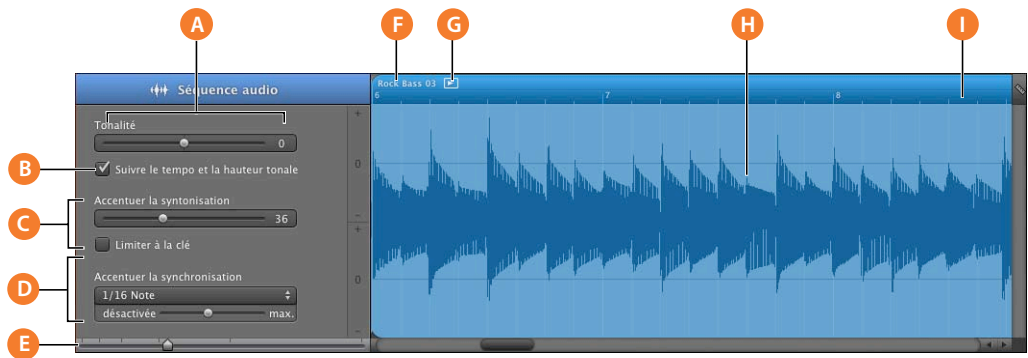 A
F
G
H
I
Séquence audio
Rock Bass 03
6
7
8
Tonalité
0
B
Suivre le tempo et la hauteur tonale
+
0
-
C
Accentuer la syntonisation
36
Limiter à la clé
+
0
-
D
Accentuer la synchronisation
1/16 Note
désactivée
max.
E